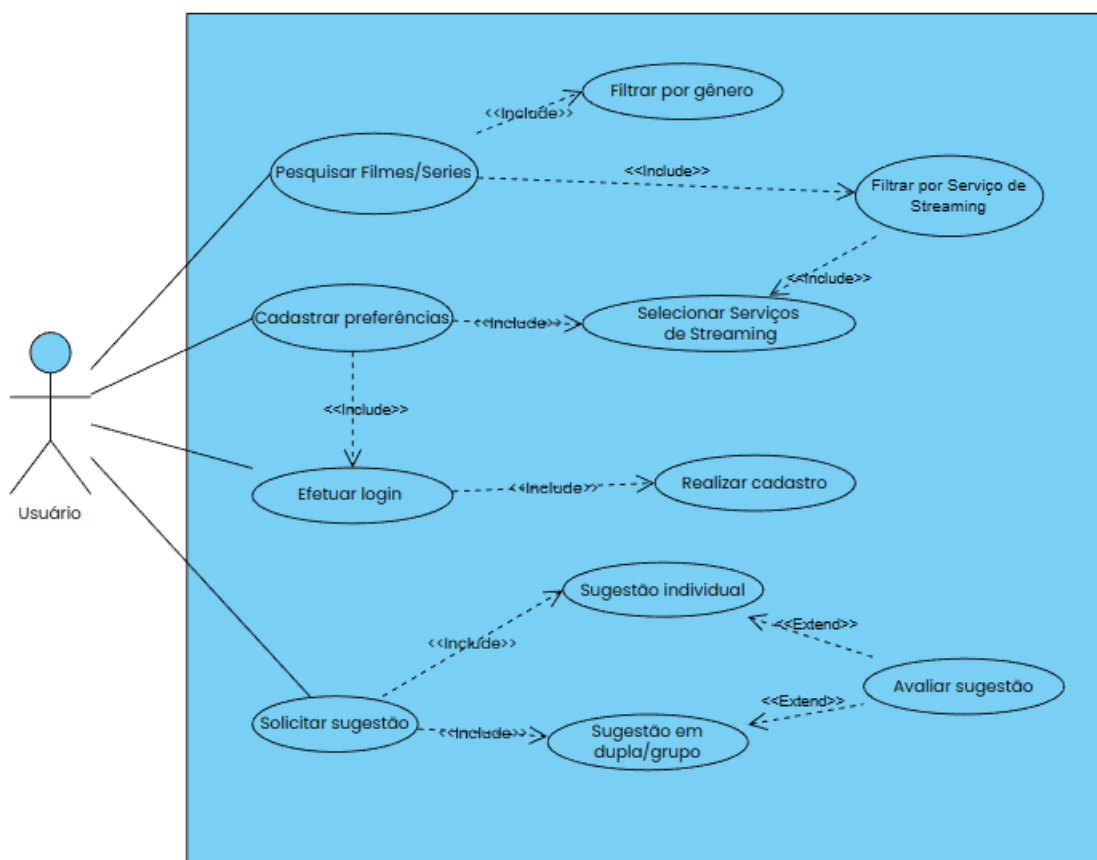 Filtrar por gênero
<<Include>>
Pesquisar Filmes/Series
<<Include>>
Filtrar por Serviço de
Streaming
<<Include>>
Cadastrar preferências
<<Include>>
Selecionar Serviços
de Streaming
<<Include>>
Efetuar login
<<Include>>
Realizar cadastro
Usuário
Sugestão individual
<<Include>>
<<Extend>>
Avaliar sugestão
<<Extend>>
Solicitar sugestão
<<Include>>
Sugestão em
dupla/grupo